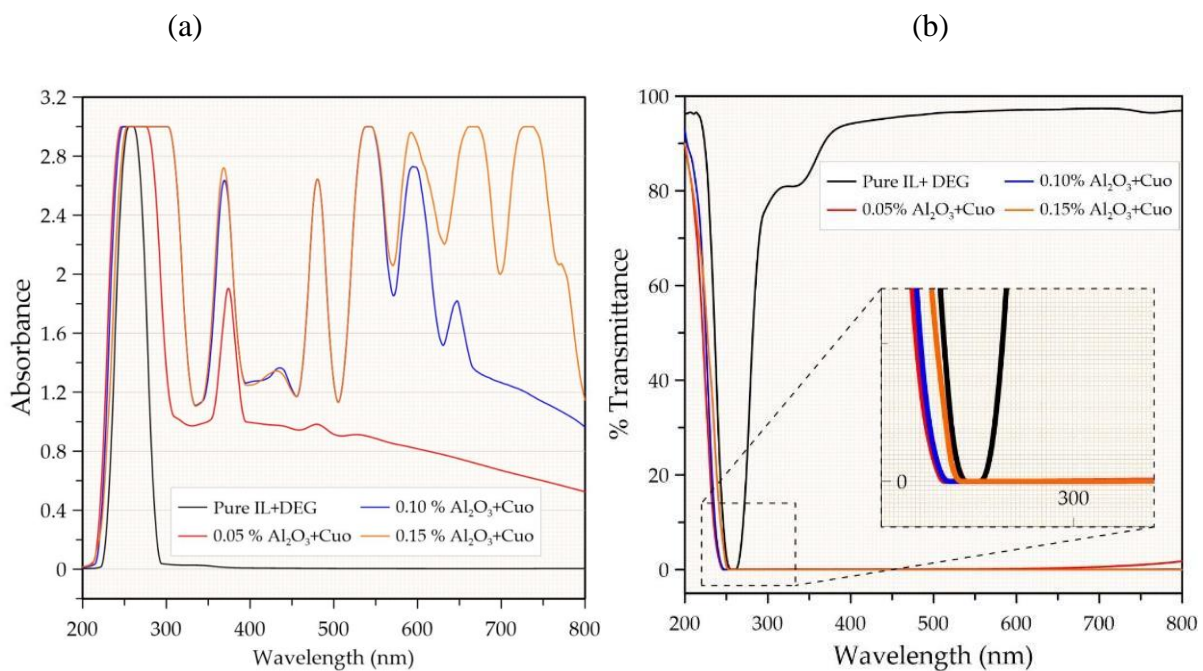 (a)
(b)
3.2
2.8
2.4
2
1.6
1.2
0.8
0.4
0
Absorbance
Pure IL+DEG
0.05 % Al₂O₃+Cuo
0.10 % Al₂O₃+Cuo
0.15 % Al₂O₃+Cuo
200
300
400
500
600
700
800
Wavelength (nm)
100
80
60
40
20
0
% Transmittance
Pure IL+ DEG
0.05% Al₂O₃+Cuo
0.10% Al₂O₃+Cuo
0.15% Al₂O₃+Cuo
0
300
200
300
400
500
600
700
800
Wavelength (nm)